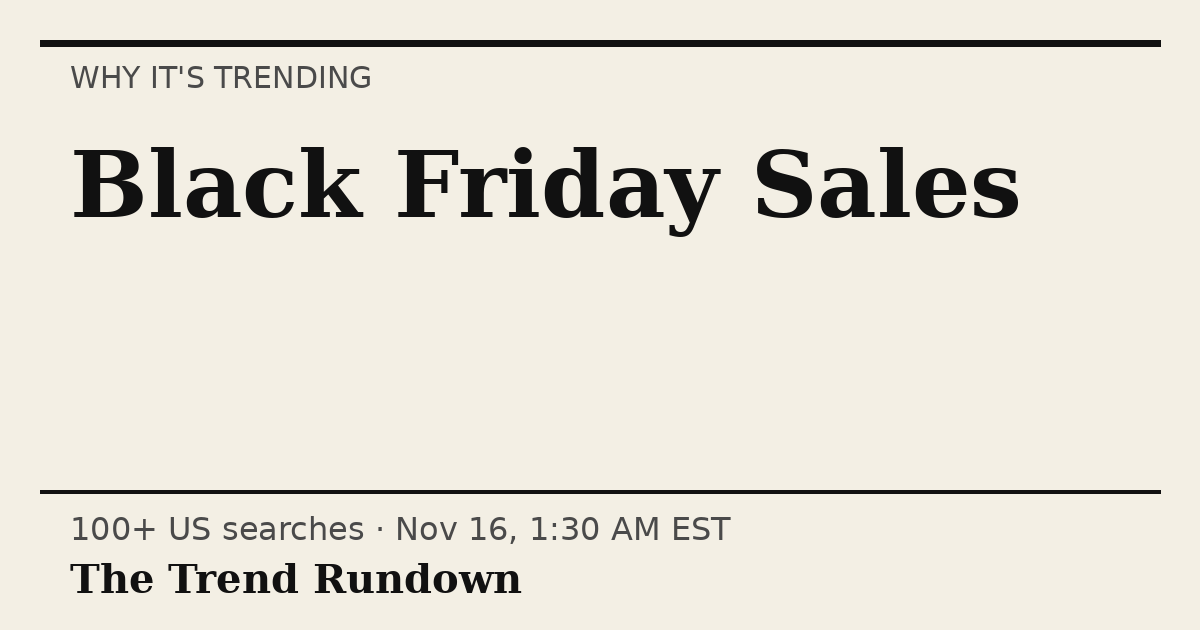 WHY IT'S TRENDING
Black Friday Sales
100+ US searches · Nov 16, 1:30 AM EST
The Trend Rundown